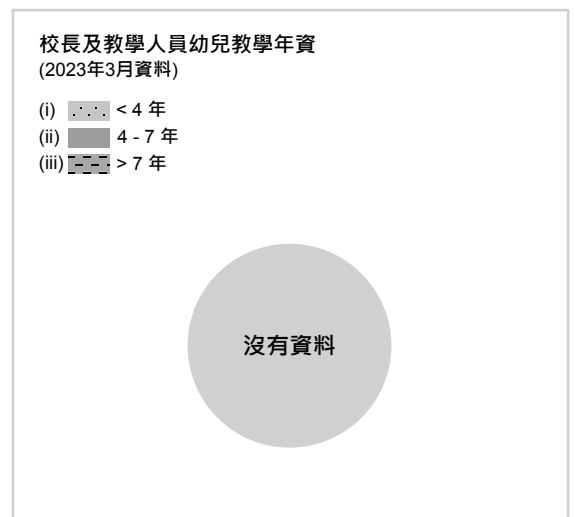 校長及教學人員幼兒教學年資
(2023年3月資料)
(i) < 4 年
(ii) 4 - 7 年
(iii) > 7 年
沒有資料